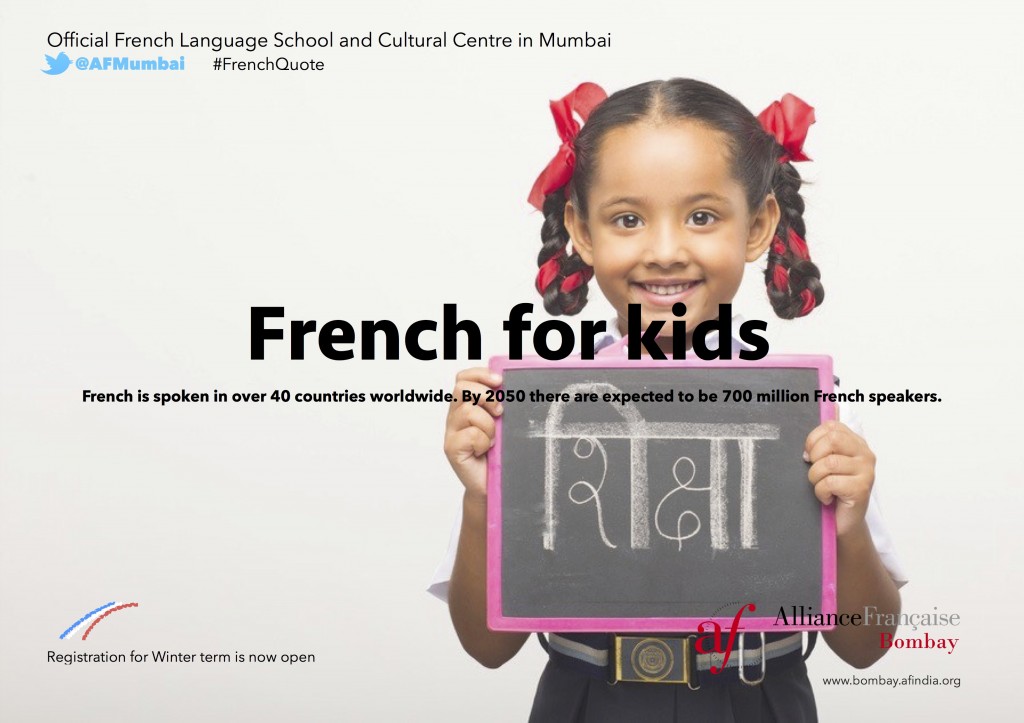 Official French Language School and Cultural Centre in Mumbai
@AFMumbai #FrenchQuote
French for kids
French is spoken in over 40 countries worldwide. By 2050 there are expected to be 700 million French speakers.
शिक्षा
af AllianceFrançaise
Bombay
Registration for Winter term is now open
www.bombay.afindia.org